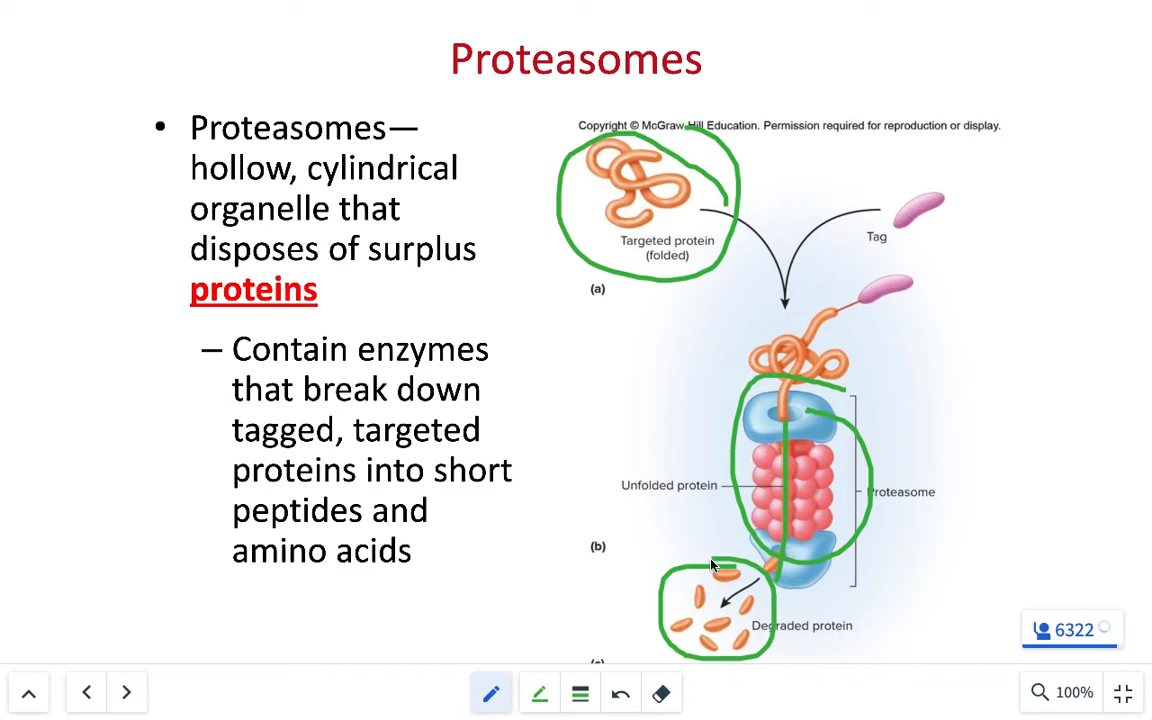 Proteasomes
• Proteasomes—
hollow, cylindrical
organelle that
disposes of surplus
proteins
– Contain enzymes
that break down
tagged, targeted
proteins into short
peptides and
amino acids
Copyright © McGraw-Hill Education. Permission required for reproduction or display.
Targeted protein
(folded)
Tag
(a)
Unfolded protein
Proteasome
(b)
Degraded protein
6322
100%